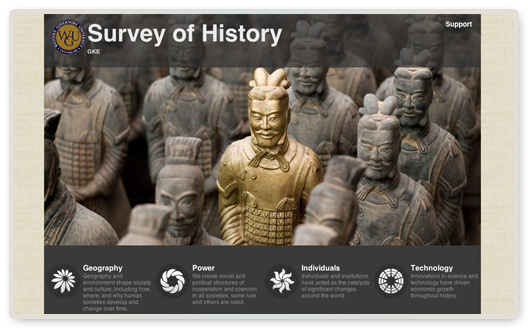 Survey of History
Support
WGU
GKE
Geography
Geography and
environment shape society
and culture, including how,
where, and why human
societies develop and
change over time.
Power
We create social and
political structures of
cooperation and coercion.
In all societies, some rule
and others are ruled.
Individuals
Individuals and institutions
have acted as the catalysts
of significant changes
around the world.
Technology
Innovations in science and
technology have driven
economic growth
throughout history.